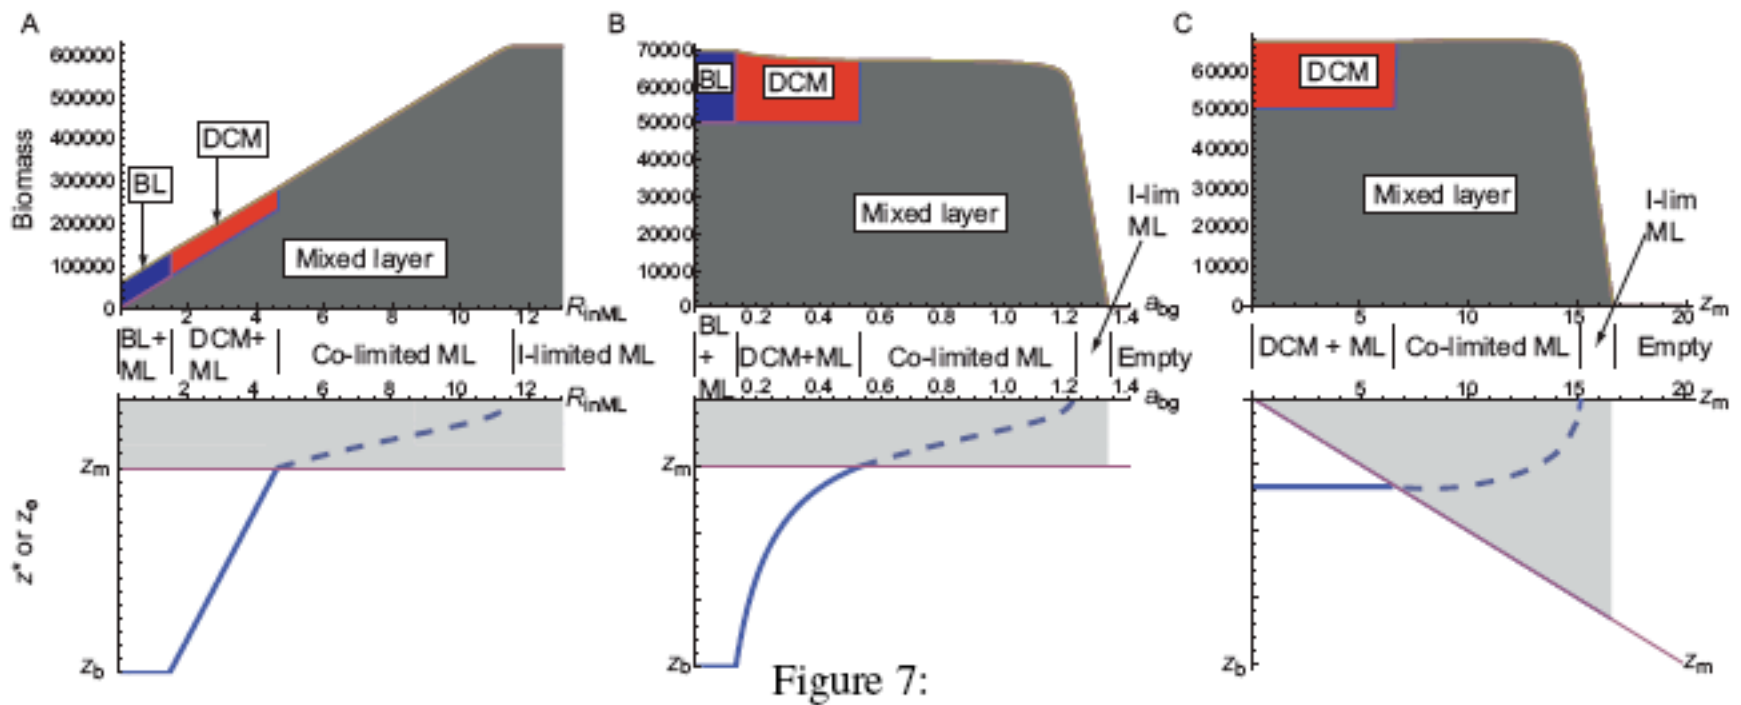 A
B
C
600000
500000
400000
300000
200000
100000
0
Biomass
BL
DCM
Mixed layer
2 4 6 8 10 12 RinML
BL+ ML
DCM+ ML
Co-limited ML
I-limited ML
2 4 6 8 10 12 RinML
zm
zb
z* or ze
70000
60000
50000
40000
30000
20000
10000
0
BL
DCM
Mixed layer
I-lim
ML
0.2 0.4 0.6 0.8 1.0 1.2 1.4 abg
BL + ML
DCM+ML
Co-limited ML
Empty
0.2 0.4 0.6 0.8 1.0 1.2 1.4 abg
zm
zb
60000
50000
40000
30000
20000
10000
0
DCM
Mixed layer
I-lim
ML
5 10 15 20 zm
DCM + ML
Co-limited ML
Empty
5 10 15 20 zm
zb
zm
Figure 7: